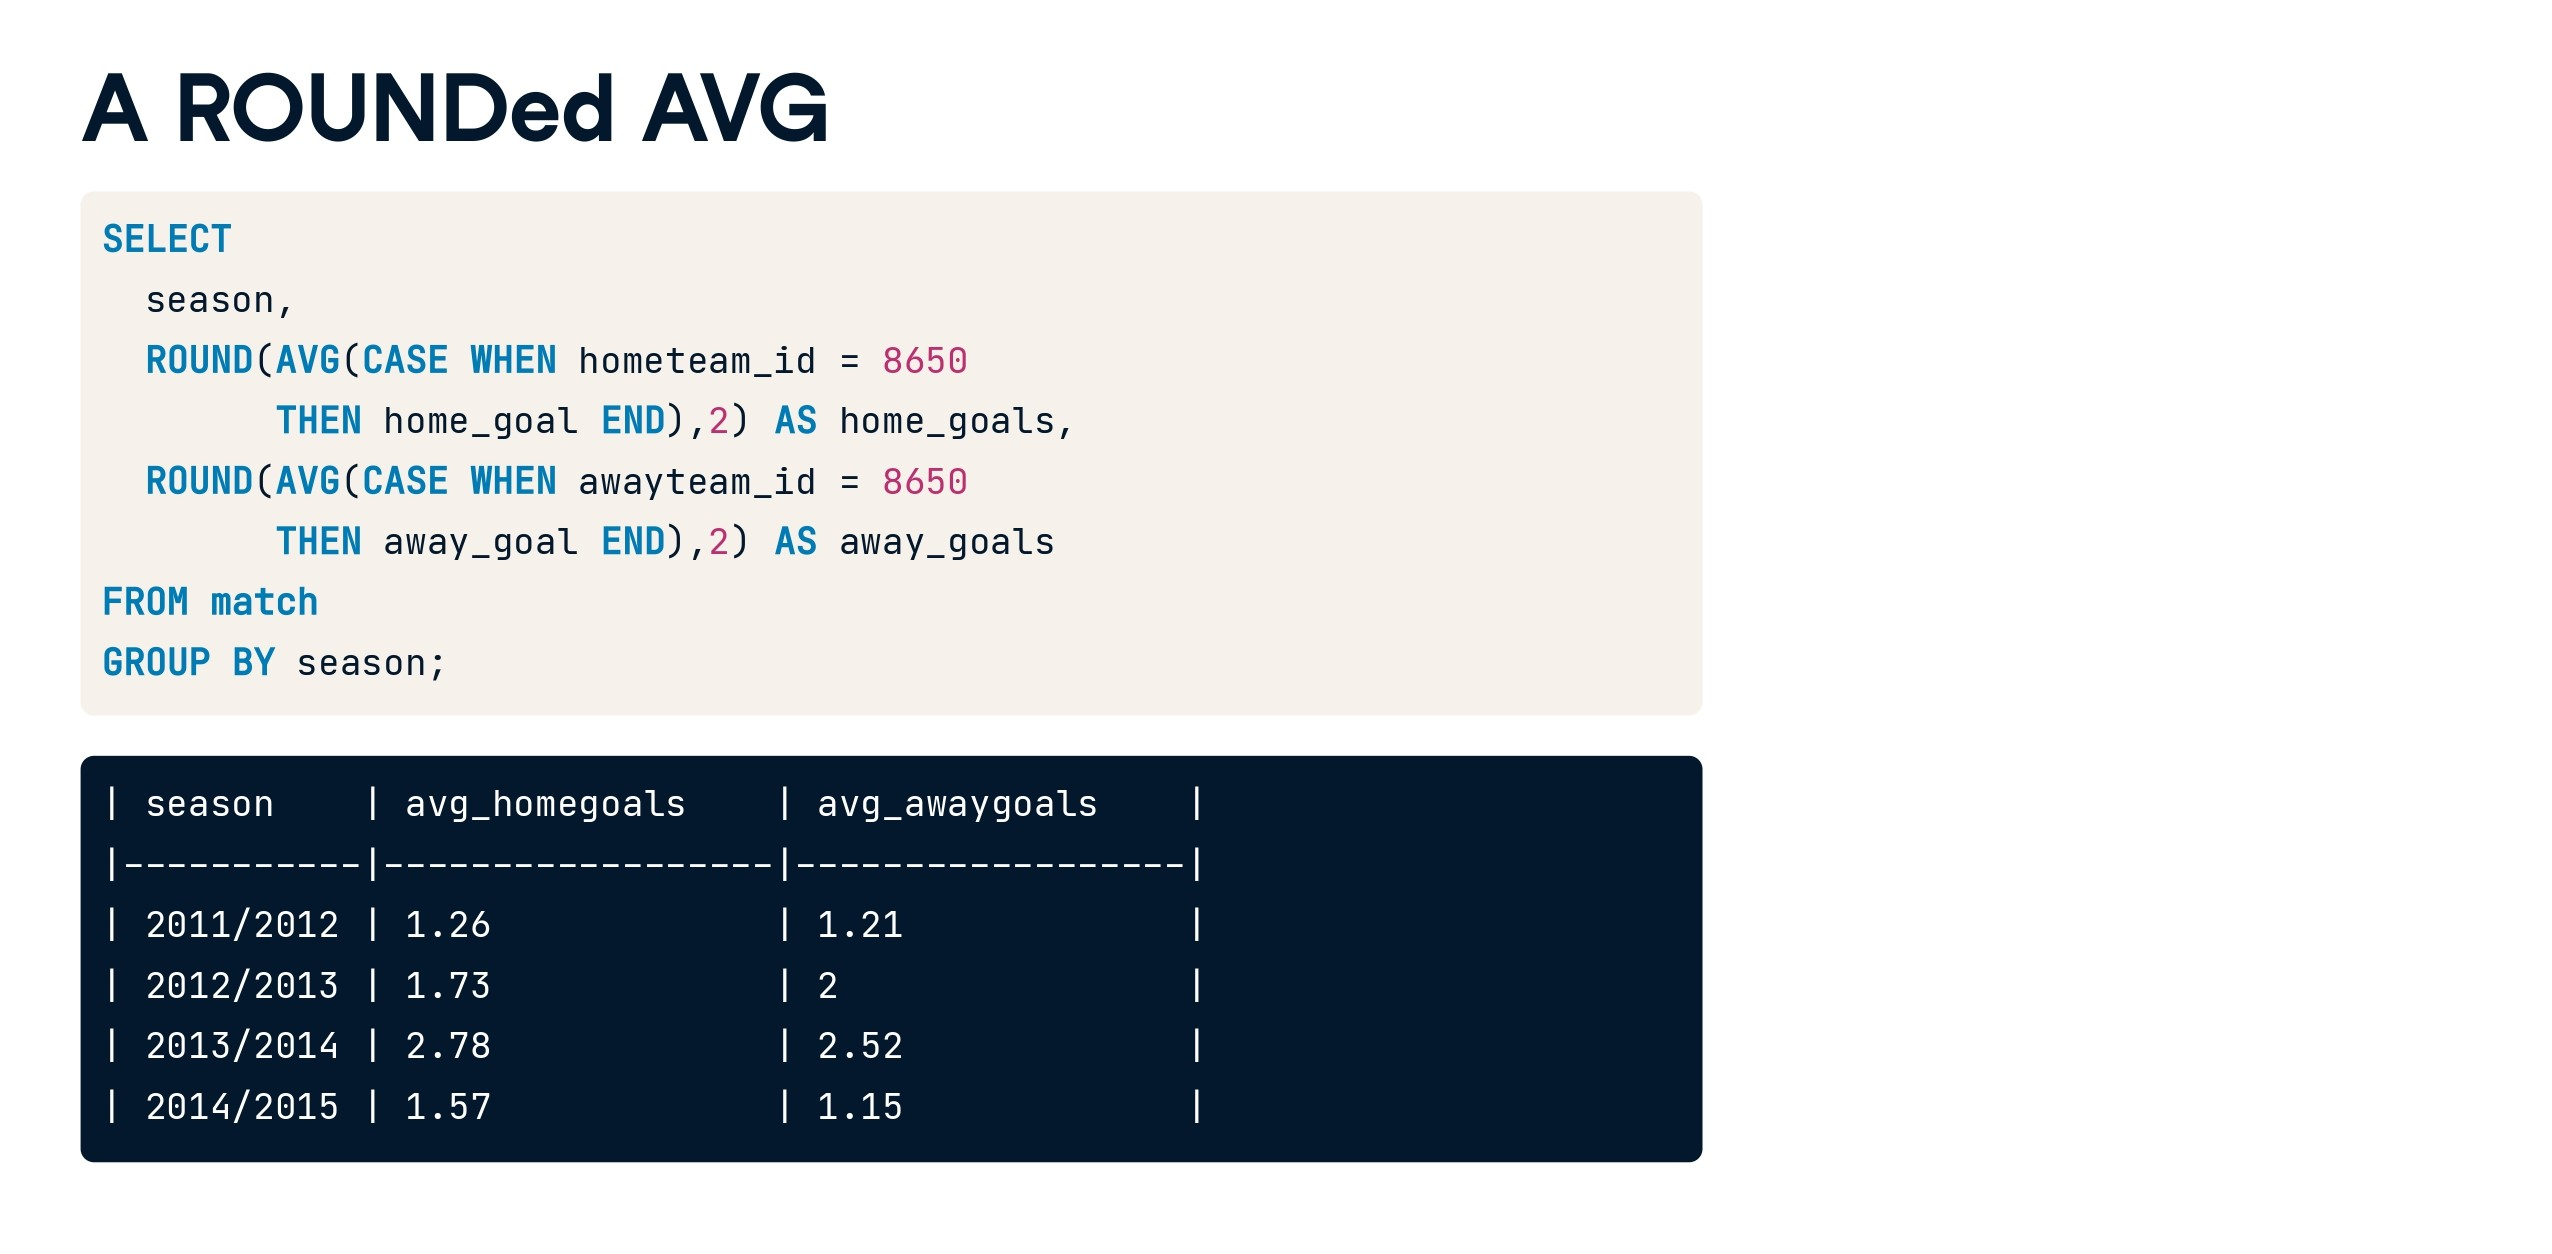 A ROUNDed AVG
SELECT
  season,
  ROUND(AVG(CASE WHEN hometeam_id = 8650
        THEN home_goal END),2) AS home_goals,
  ROUND(AVG(CASE WHEN awayteam_id = 8650
        THEN away_goal END),2) AS away_goals
FROM match
GROUP BY season;
| season    | avg_homegoals    | avg_awaygoals    |
|-----------|------------------|------------------|
| 2011/2012 | 1.26             | 1.21             |
| 2012/2013 | 1.73             | 2                |
| 2013/2014 | 2.78             | 2.52             |
| 2014/2015 | 1.57             | 1.15             |